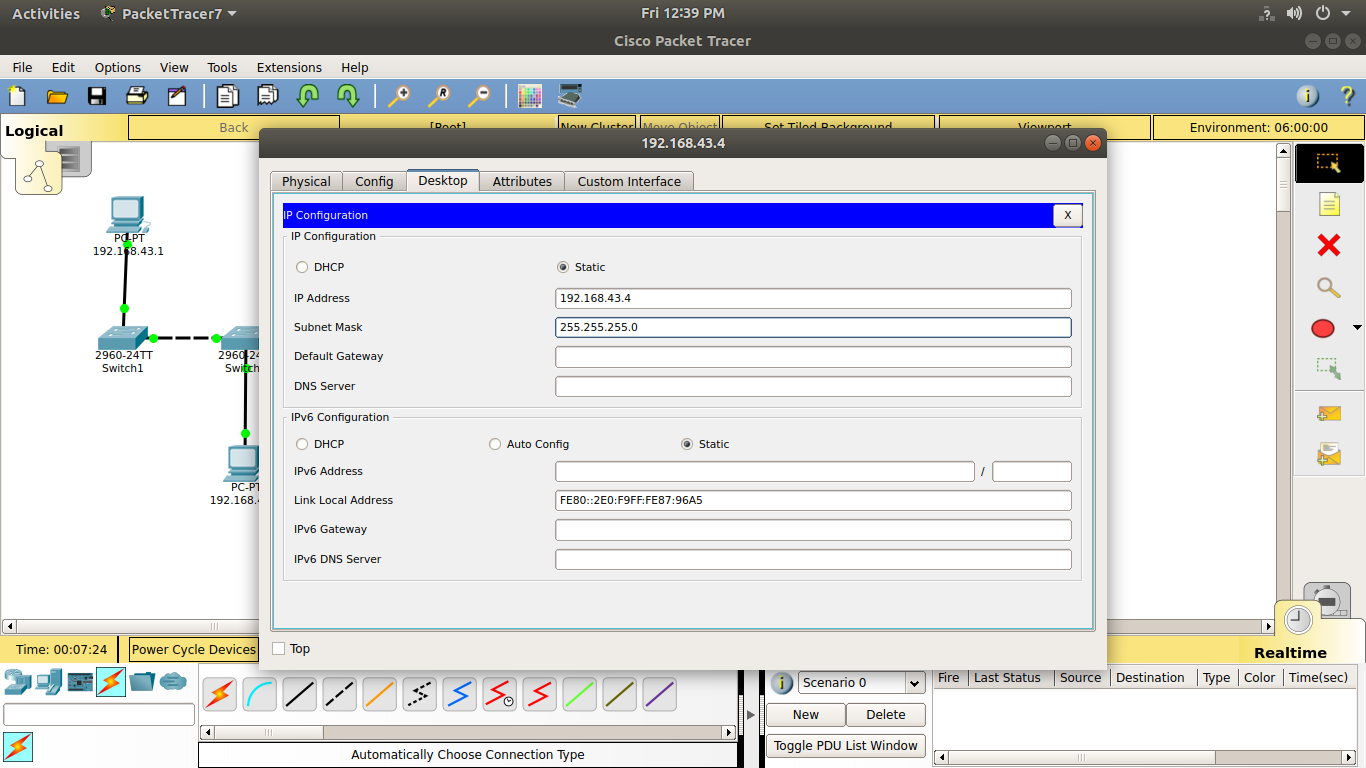 Activities PacketTracer7 Fri 12:39 PM
Cisco Packet Tracer
File Edit Options View Tools Extensions Help
Logical Back [Root] New Cluster Move Object Set Tiled Background Viewport Environment: 06:00:00
192.168.43.4
Physical Config Desktop Attributes Custom Interface
IP Configuration X
IP Configuration
DHCP Static
IP Address 192.168.43.4
Subnet Mask 255.255.255.0
Default Gateway
DNS Server
IPv6 Configuration
DHCP Auto Config Static
IPv6 Address /
Link Local Address FE80::2E0:F9FF:FE87:96A5
IPv6 Gateway
IPv6 DNS Server
Top
PC-PT
192.168.43.1
2960-24TT
Switch1
2960-24
Switch
PC-PT
192.168.4
Time: 00:07:24 Power Cycle Devices Realtime
Scenario 0
New Delete
Toggle PDU List Window
Fire Last Status Source Destination Type Color Time(sec)
Automatically Choose Connection Type